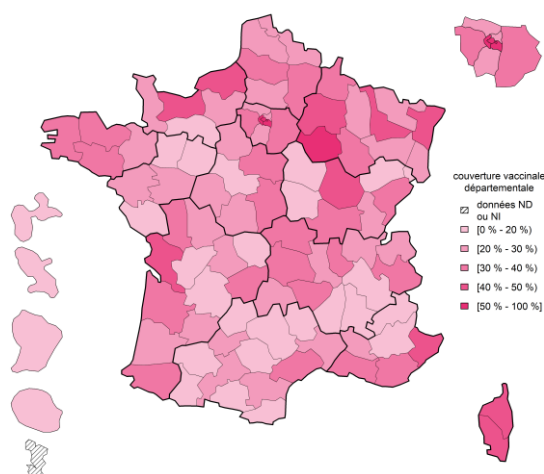 couverture vaccinale
départementale
données ND
ou NI
[0 % - 20 %)
[20 % - 30 %)
[30 % - 40 %)
[40 % - 50 %)
[50 % - 100 %]